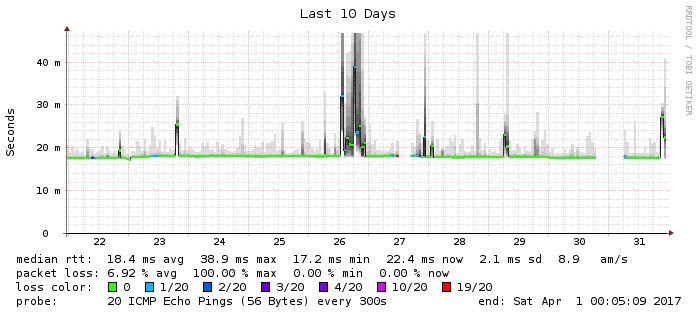 Last 10 Days
RRDTOOL / TOBI OETIKER
Seconds
40 m
30 m
20 m
10 m
0
22 23 24 25 26 27 28 29 30 31
median rtt: 18.4 ms avg 38.9 ms max 17.2 ms min 22.4 ms now 2.1 ms sd 8.9 am/s
packet loss: 6.92 % avg 100.00 % max 0.00 % min 0.00 % now
loss color: 0 1/20 2/20 3/20 4/20 10/20 19/20
probe: 20 ICMP Echo Pings (56 Bytes) every 300s end: Sat Apr 1 00:05:09 2017